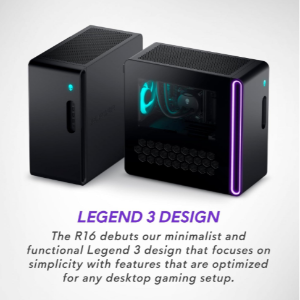 LEGEND 3 DESIGN
The R16 debuts our minimalist and
functional Legend 3 design that focuses on
simplicity with features that are optimized
for any desktop gaming setup.